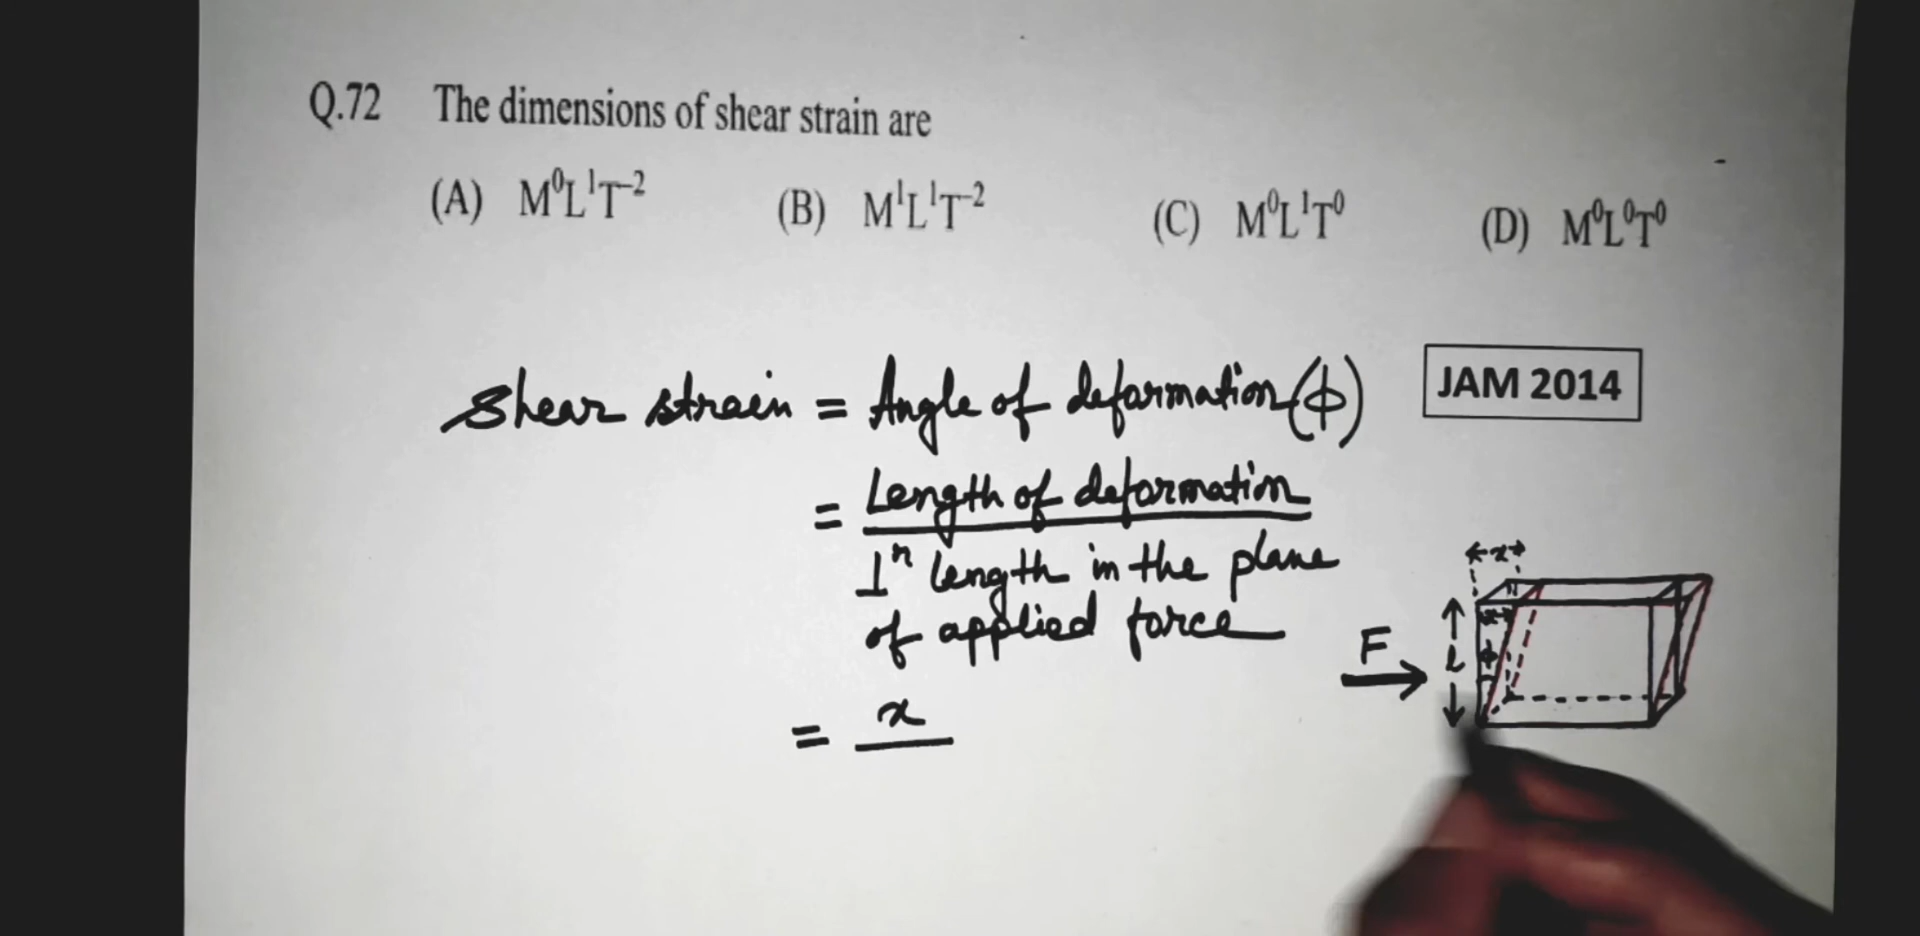 Q.72 The dimensions of shear strain are
(A) M⁰L¹T⁻² (B) M¹L¹T⁻² (C) M⁰L¹T⁰ (D) M⁰L⁰T⁰
Shear strain = Angle of deformation (ϕ)
JAM 2014
= Length of deformation
⊥ʳ length in the plane
of applied force
= x
x
x
F
l
ϕ